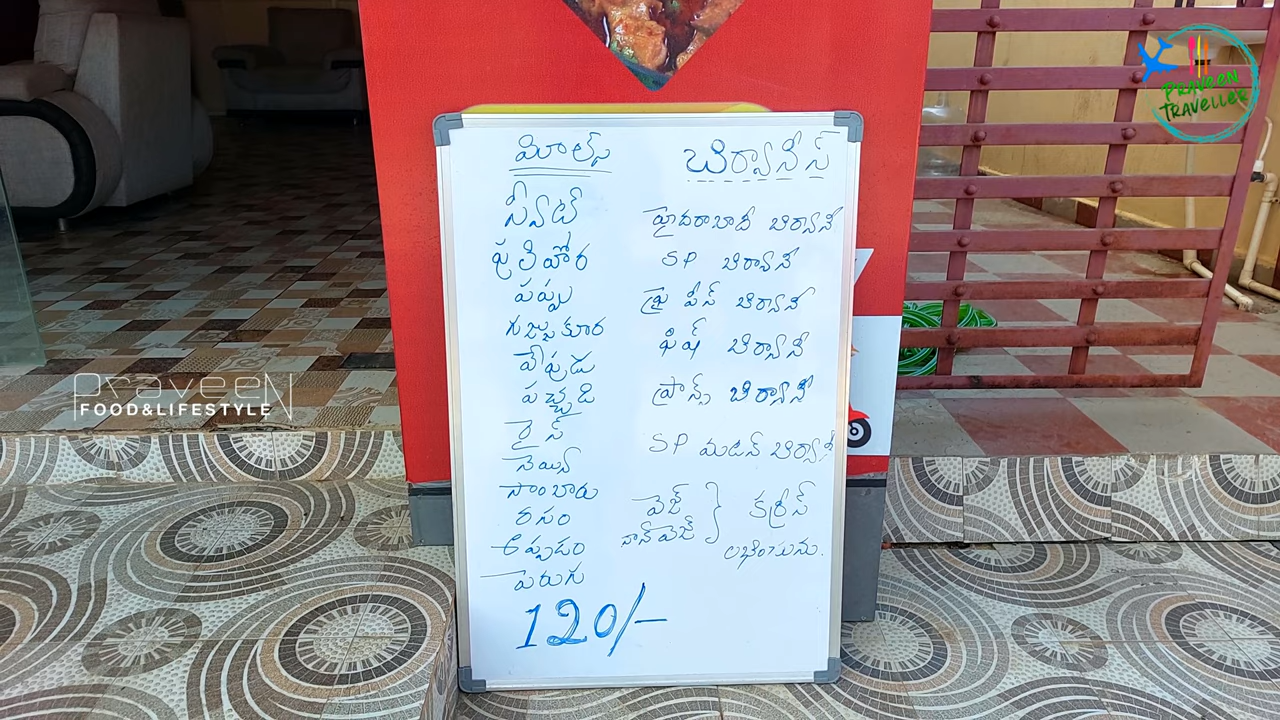 మీల్స్
స్వీట్
పులిహోర
పప్పు
గుజ్జు కూర
వేపుడు
పచ్చడి
రైస్
నెయ్యి
సాంబారు
రసం
అప్పడం
పెరుగు
120/-
బిర్యానీస్
హైదరాబాదీ బిర్యానీ
SP బిర్యానీ
ఫ్రై పీస్ బిర్యానీ
ఫిష్ బిర్యానీ
ప్రాన్స్ బిర్యానీ
SP మటన్ బిర్యానీ
వెజ్
నాన్ వెజ్ } కర్రీస్
లభించును.
PRAVEEN
TRAVELLER
PRAVEEN
FOOD&LIFESTYLE